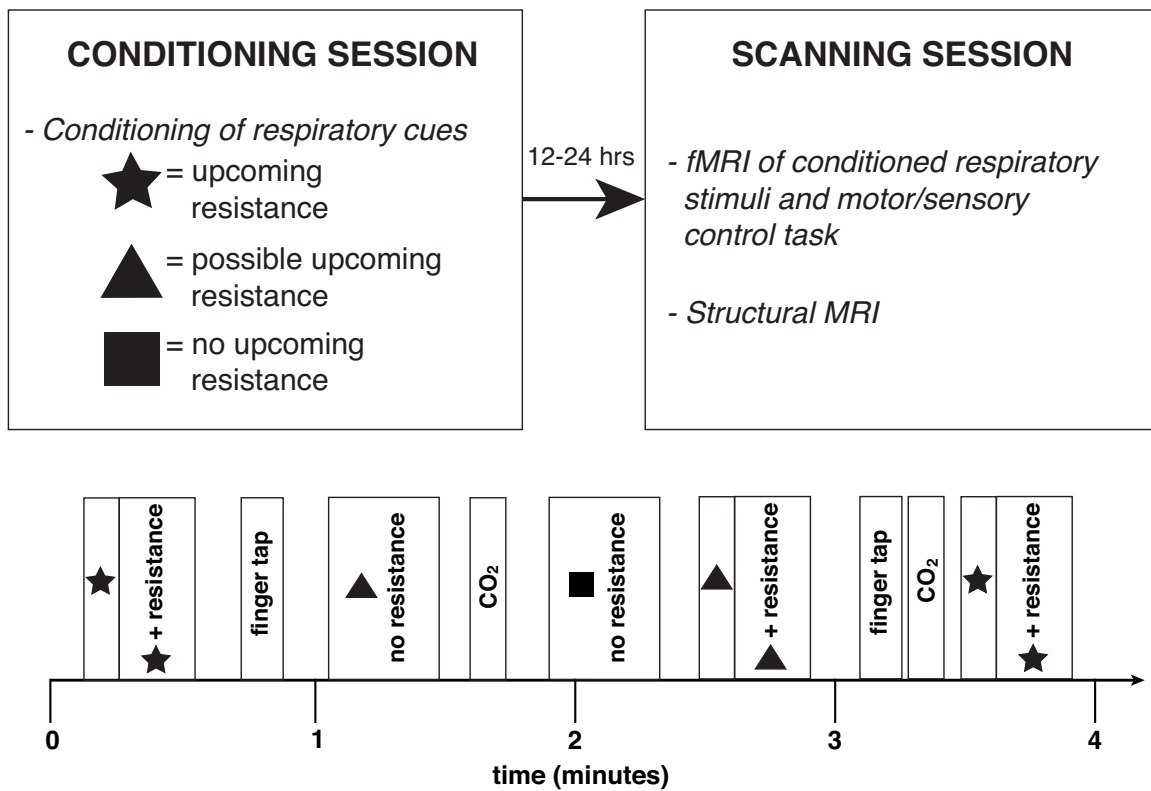 CONDITIONING SESSION
- Conditioning of respiratory cues
= upcoming
resistance
= possible upcoming
resistance
= no upcoming
resistance
12-24 hrs
SCANNING SESSION
- fMRI of conditioned respiratory
stimuli and motor/sensory
control task
- Structural MRI
+ resistance
finger tap
no resistance
CO₂
no resistance
+ resistance
finger tap
CO₂
+ resistance
0
1
2
3
4
time (minutes)